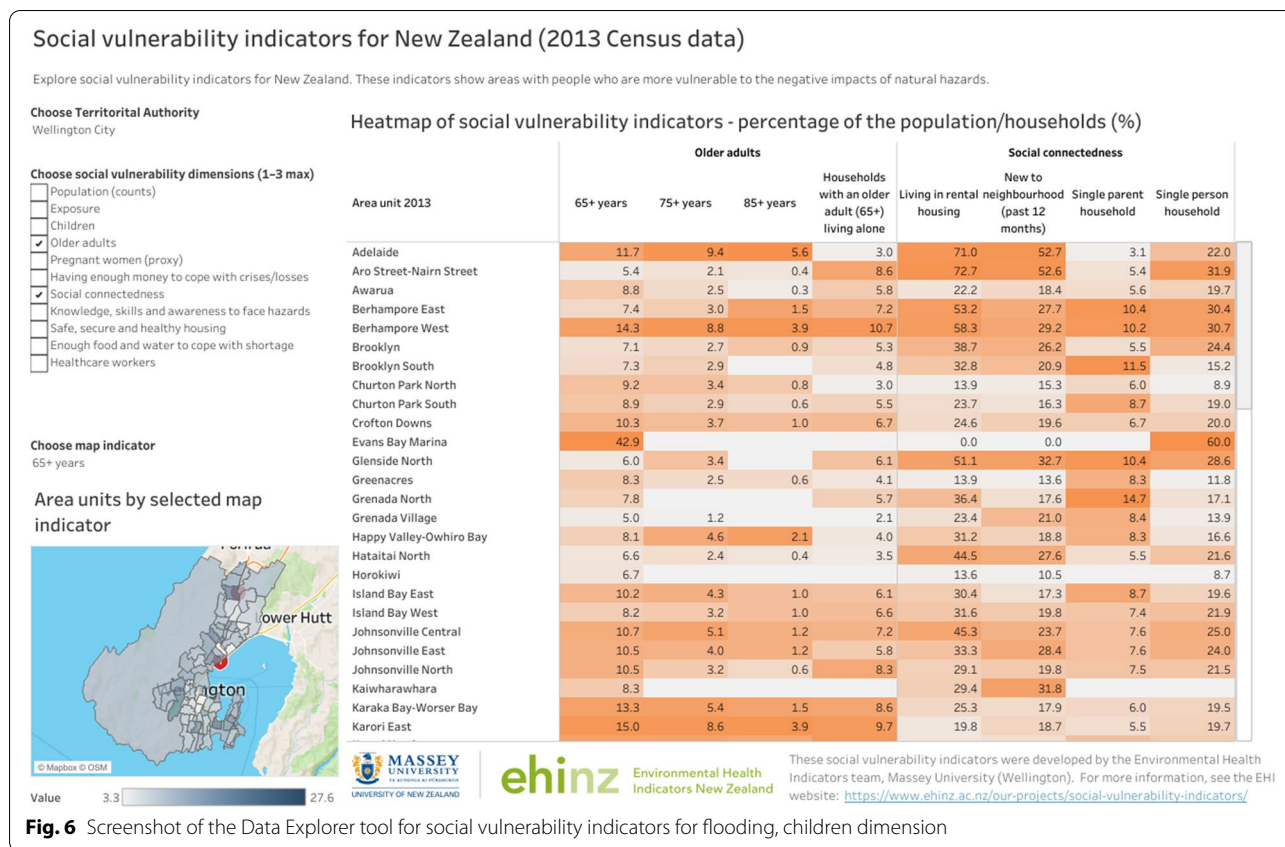 Social vulnerability indicators for New Zealand (2013 Census data)
Explore social vulnerability indicators for New Zealand. These indicators show areas with people who are more vulnerable to the negative impacts of natural hazards.
Choose Territorital Authority
Wellington City
Choose social vulnerability dimensions (1–3 max)
Population (counts)
Exposure
Children
Older adults
Pregnant women (proxy)
Having enough money to cope with crises/losses
Social connectedness
Knowledge, skills and awareness to face hazards
Safe, secure and healthy housing
Enough food and water to cope with shortage
Healthcare workers
Choose map indicator
65+ years
Area units by selected map
indicator
Lower Hutt
© Mapbox © OSM
Value 3.3 27.6
Heatmap of social vulnerability indicators - percentage of the population/households (%)
Older adults Social connectedness
Area unit 2013 65+ years 75+ years 85+ years Households with an older adult (65+) living alone Living in rental housing New to neighbourhood (past 12 months) Single parent household Single person household
Adelaide 11.7 9.4 5.6 3.0 71.0 52.7 3.1 22.0
Aro Street-Nairn Street 5.4 2.1 0.4 8.6 72.7 52.6 5.4 31.9
Awarua 8.8 2.5 0.3 5.8 22.2 18.4 5.6 19.7
Berhampore East 7.4 3.0 1.5 7.2 53.2 27.7 10.4 30.4
Berhampore West 14.3 8.8 3.9 10.7 58.3 29.2 10.2 30.7
Brooklyn 7.1 2.7 0.9 5.3 38.7 26.2 5.5 24.4
Brooklyn South 7.3 2.9 4.8 32.8 20.9 11.5 15.2
Churton Park North 9.2 3.4 0.8 3.0 13.9 15.3 6.0 8.9
Churton Park South 8.9 2.9 0.6 5.5 23.7 16.3 8.7 19.0
Crofton Downs 10.3 3.7 1.0 6.7 24.6 19.6 6.7 20.0
Evans Bay Marina 42.9 0.0 0.0 60.0
Glenside North 6.0 3.4 6.1 51.1 32.7 10.4 28.6
Greenacres 8.3 2.5 0.6 4.1 13.9 13.6 8.3 11.8
Grenada North 7.8 5.7 36.4 17.6 14.7 17.1
Grenada Village 5.0 1.2 2.1 23.4 21.0 8.4 13.9
Happy Valley-Owhiro Bay 8.1 4.6 2.1 4.0 31.2 18.8 8.3 16.6
Hataitai North 6.6 2.4 0.4 3.5 44.5 27.6 5.5 21.6
Horokiwi 6.7 13.6 10.5 8.7
Island Bay East 10.2 4.3 1.0 6.1 30.4 17.3 8.7 19.6
Island Bay West 8.2 3.2 1.0 6.6 31.6 19.8 7.4 21.9
Johnsonville Central 10.7 5.1 1.2 7.2 45.3 23.7 7.6 25.0
Johnsonville East 10.5 4.0 1.2 5.8 33.3 28.4 7.6 24.0
Johnsonville North 10.5 3.2 0.6 8.3 29.1 19.8 7.5 21.5
Kaiwharawhara 8.3 29.4 31.8
Karaka Bay-Worser Bay 13.3 5.4 1.5 8.6 25.3 17.9 6.0 19.5
Karori East 15.0 8.6 3.9 9.7 19.8 18.7 5.5 19.7
MASSEY
UNIVERSITY
TE KUNENGA KI PŪREHUROA
UNIVERSITY OF NEW ZEALAND
ehinz
Environmental Health
Indicators New Zealand
These social vulnerability indicators were developed by the Environmental Health
Indicators team, Massey University (Wellington). For more information, see the EHI
website: https://www.ehinz.ac.nz/our-projects/social-vulnerability-indicators/
Fig. 6 Screenshot of the Data Explorer tool for social vulnerability indicators for flooding, children dimension